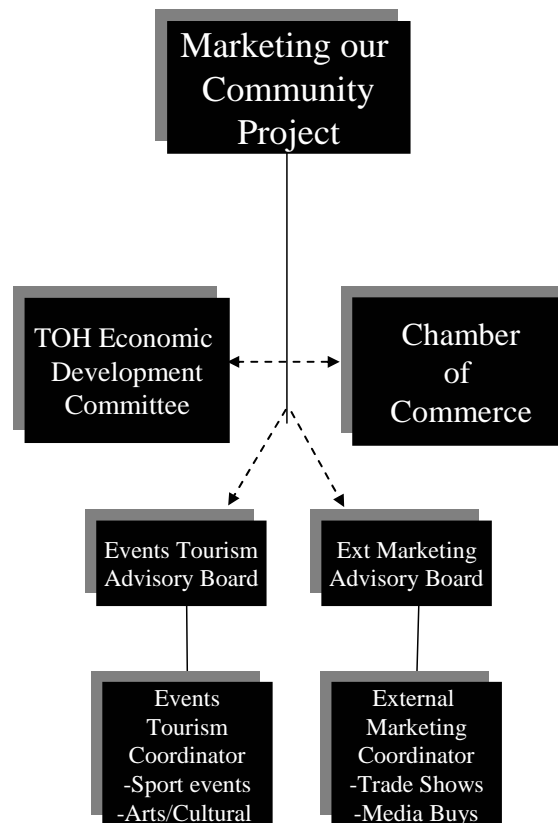 Marketing our
Community
Project
TOH Economic
Development
Committee
Chamber
of
Commerce
Events Tourism
Advisory Board
Ext Marketing
Advisory Board
Events
Tourism
Coordinator
-Sport events
-Arts/Cultural
External
Marketing
Coordinator
-Trade Shows
-Media Buys